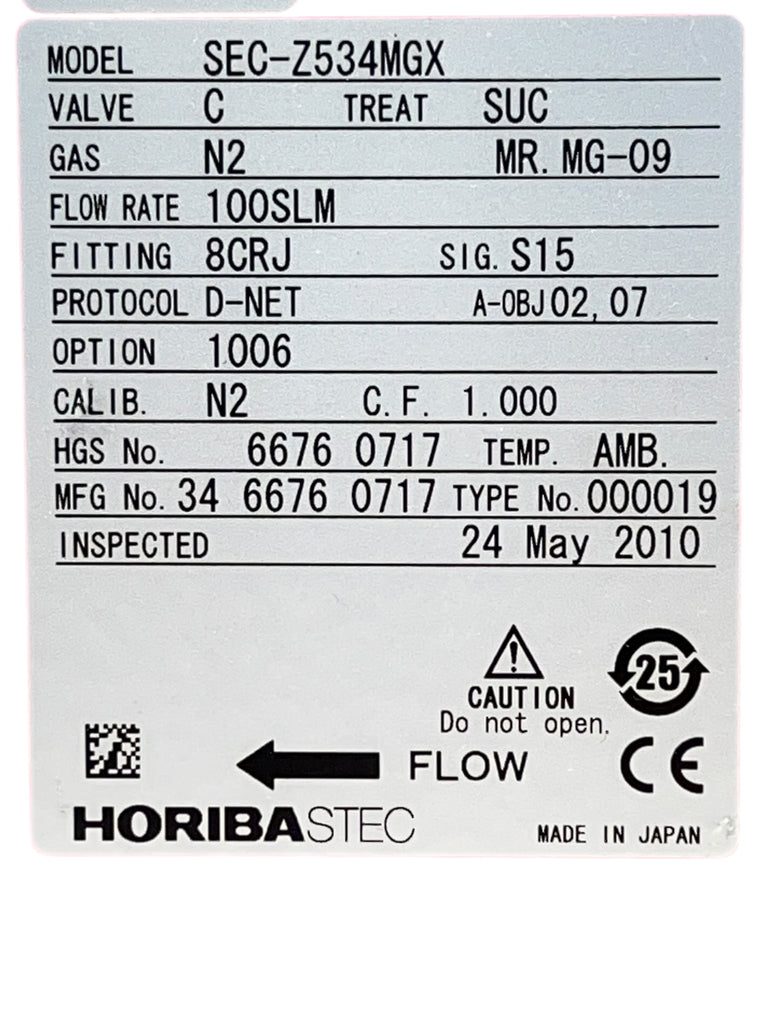 MODEL SEC-Z534MGX
VALVE C TREAT SUC
GAS N2 MR. MG-09
FLOW RATE 100SLM
FITTING 8CRJ SIG. S15
PROTOCOL D-NET A-OBJ 02, 07
OPTION 1006
CALIB. N2 C.F. 1.000
HGS No. 6676 0717 TEMP. AMB.
MFG No. 34 6676 0717 TYPE No. 000019
INSPECTED 24 May 2010
25
CAUTION
Do not open.
FLOW CE
HORIBASTEC
MADE IN JAPAN